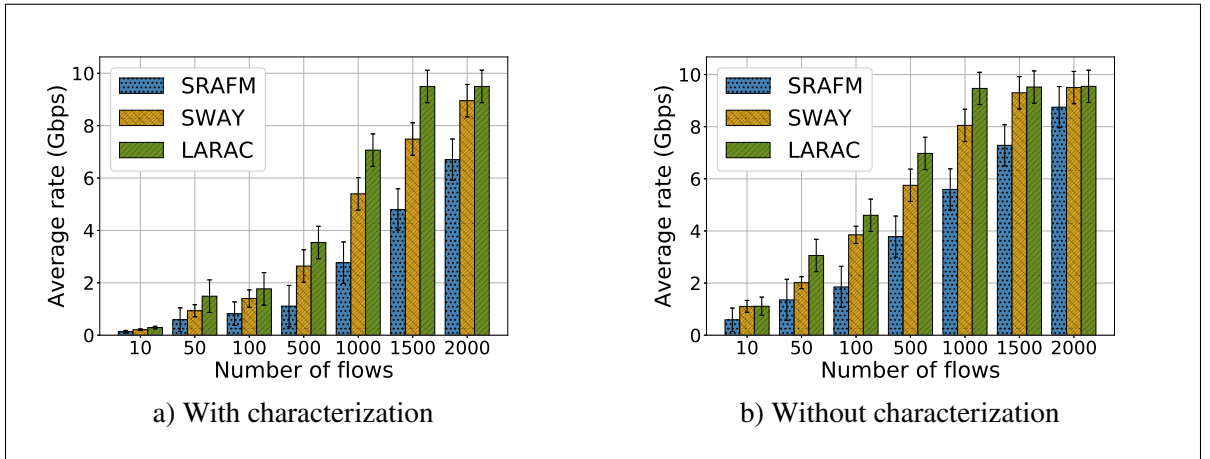 10
8
6
4
2
0
Average rate (Gbps)
SRAFM
SWAY
LARAC
10 50 100 500 1000 1500 2000
Number of flows
a) With characterization
10
8
6
4
2
0
Average rate (Gbps)
SRAFM
SWAY
LARAC
10 50 100 500 1000 1500 2000
Number of flows
b) Without characterization